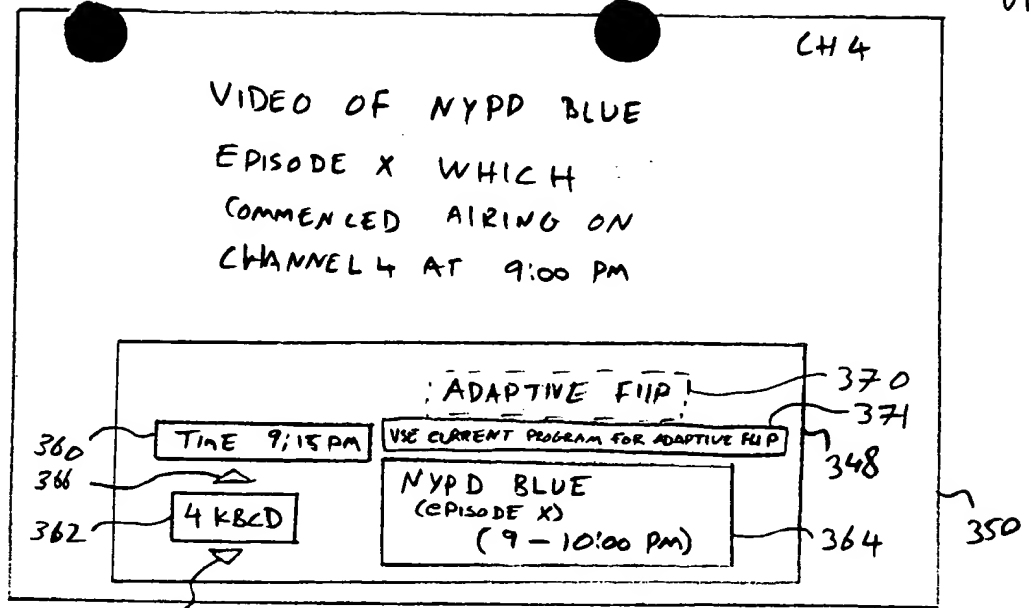 CH 4
VIDEO OF NYPD BLUE
EPISODE X WHICH
COMMENCED AIRING ON
CHANNEL 4 AT 9:00 PM
ADAPTIVE FlIP
370
371
360
TIME 9:15 PM
USE CURRENT PROGRAM FOR ADAPTIVE FLIP
348
366
NYPD BLUE
(EPISODE X)
(9 - 10:00 PM)
362
4 KBCD
364
350